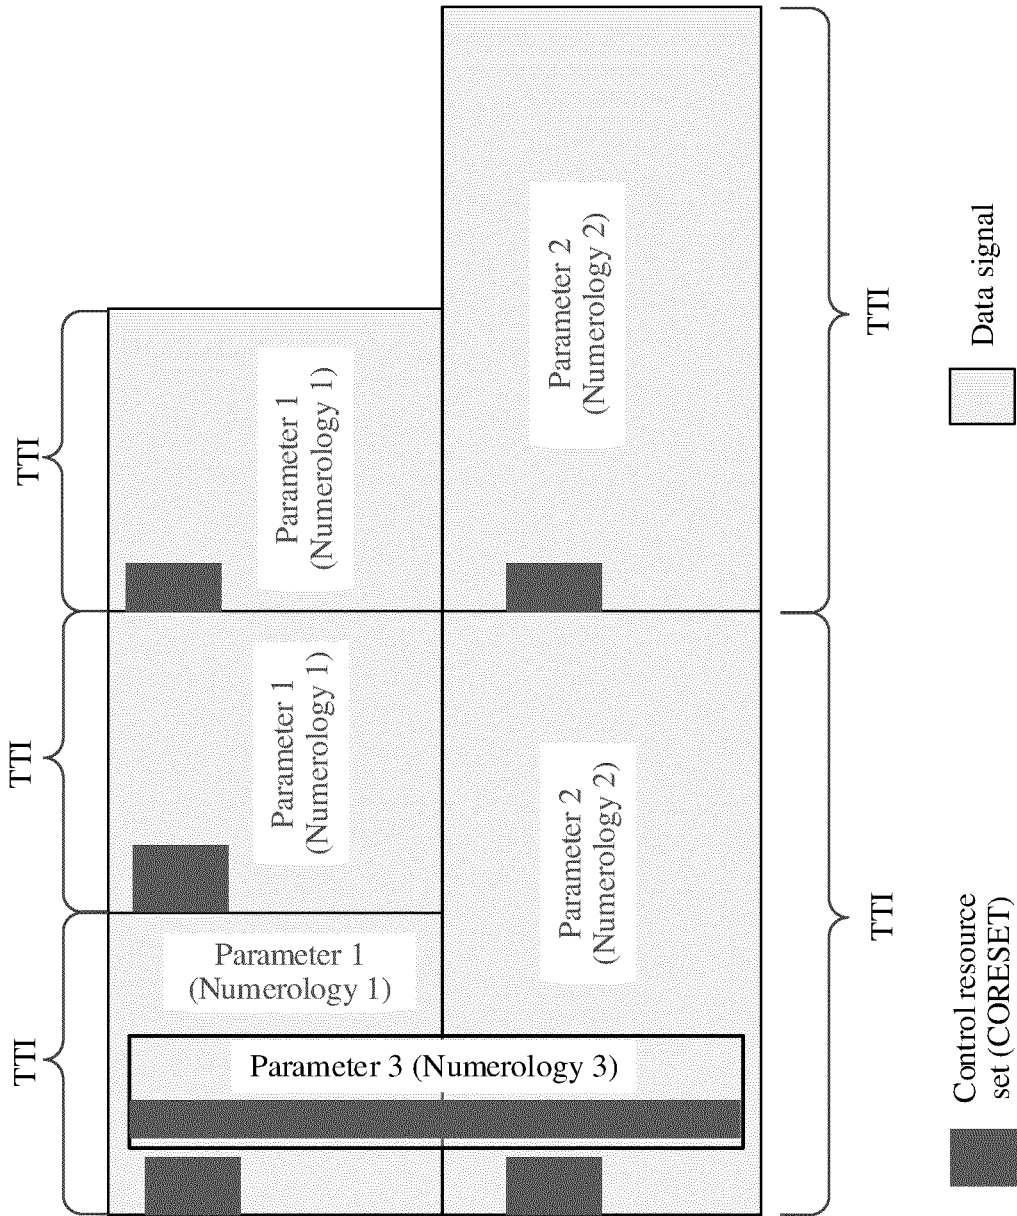 TTI
TTI
TTI
Parameter 1
(Numerology 1)
Parameter 1
(Numerology 1)
Parameter 1
(Numerology 1)
Parameter 3 (Numerology 3)
Parameter 2
(Numerology 2)
Parameter 2
(Numerology 2)
TTI
TTI
Control resource
set (CORESET)
Data signal